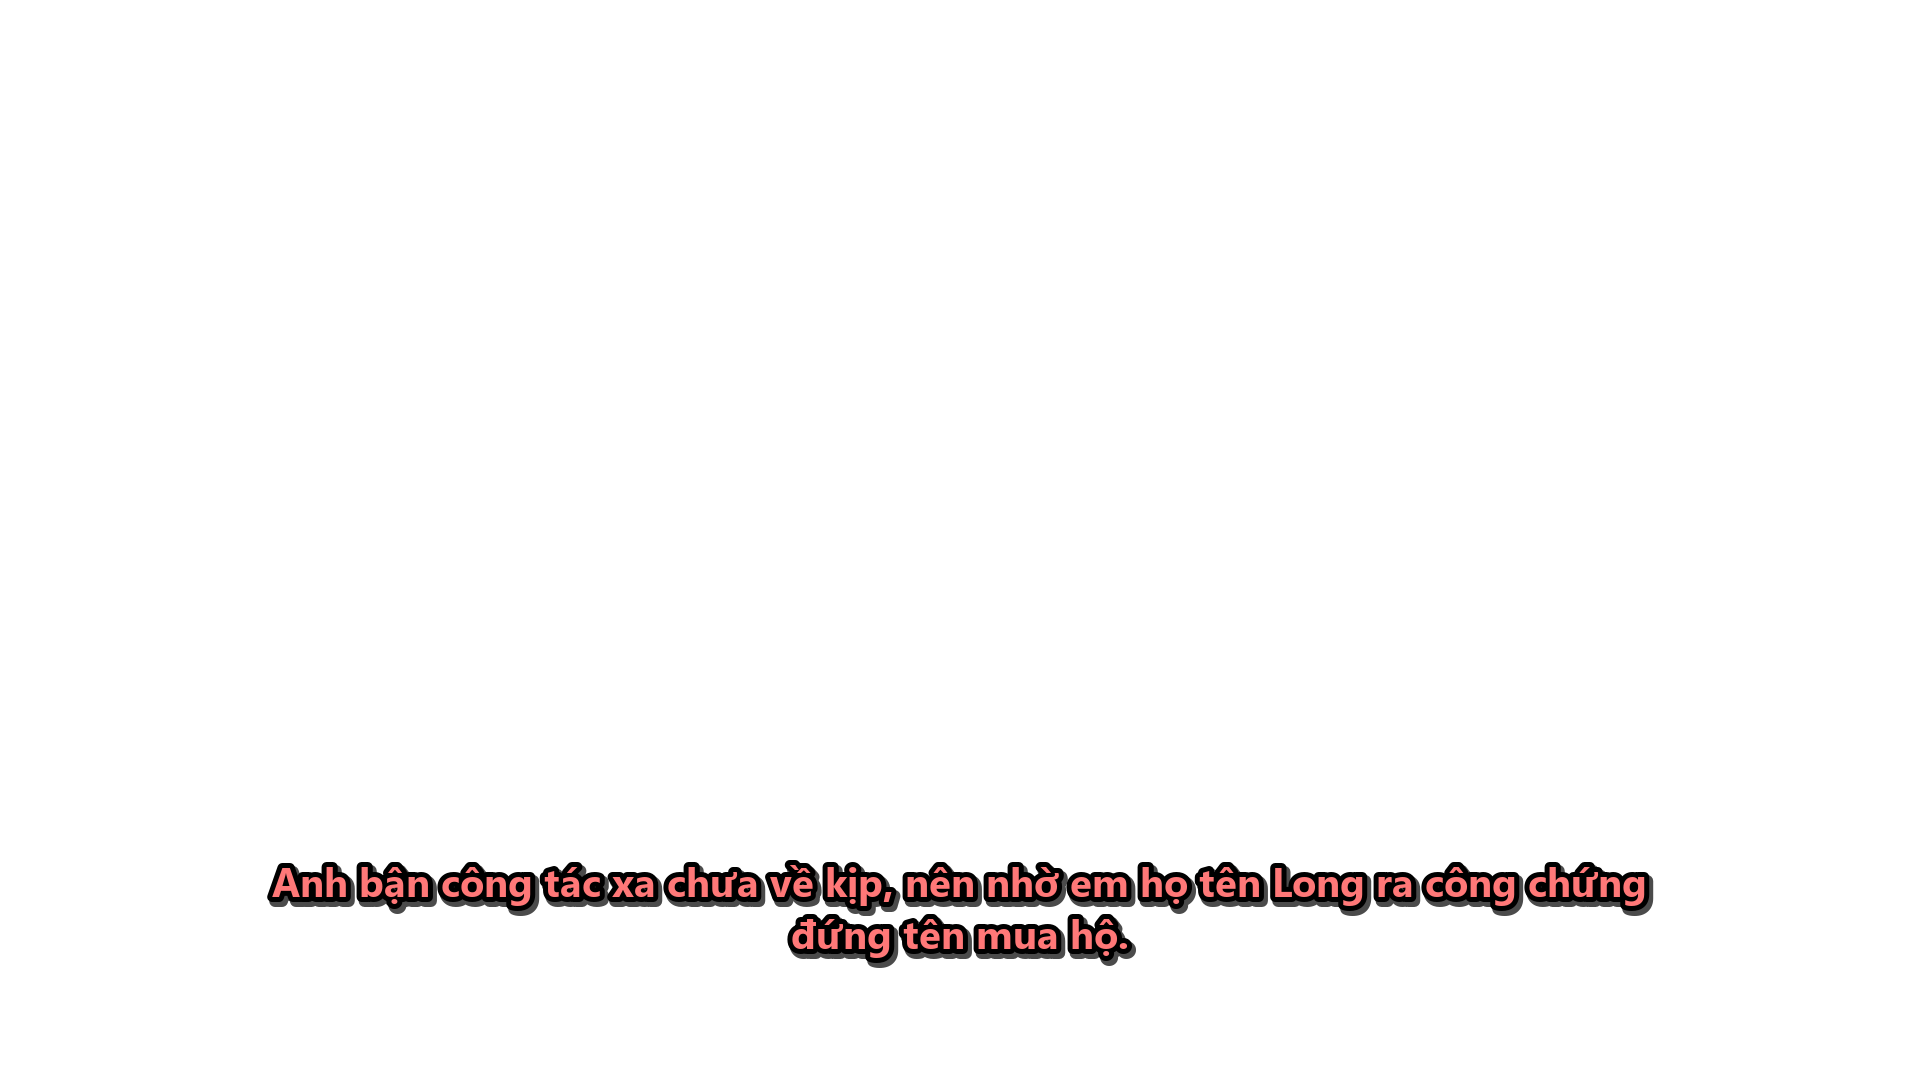 Anh bận công tác xa chưa về kịp, nên nhờ em họ tên Long ra công chứng
đứng tên mua hộ.